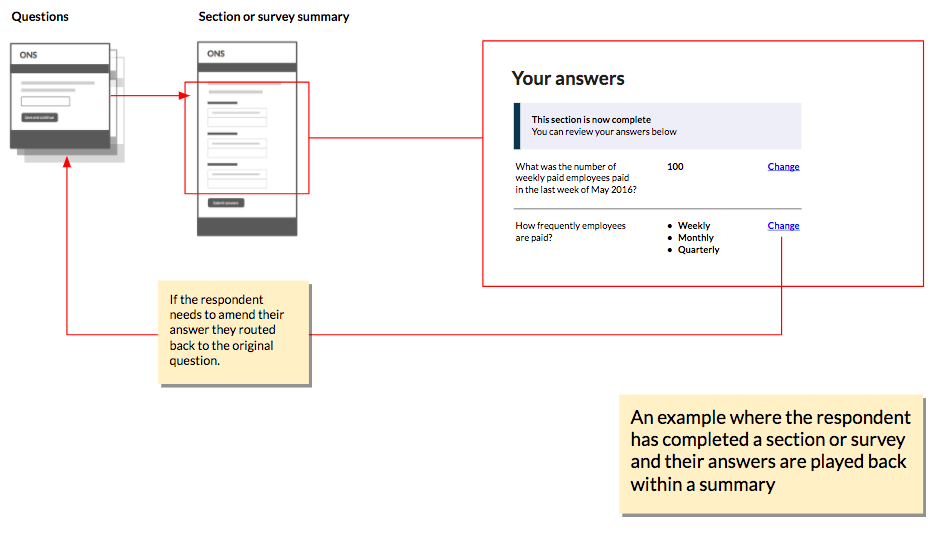 Questions
Section or survey summary
ONS
Save and continue
ONS
Submit answers
Your answers
This section is now complete
You can review your answers below
What was the number of
weekly paid employees paid
in the last week of May 2016?
100
Change
How frequently employees
are paid?
● Weekly
● Monthly
● Quarterly
Change
If the respondent
needs to amend their
answer they routed
back to the original
question.
An example where the respondent
has completed a section or survey
and their answers are played back
within a summary